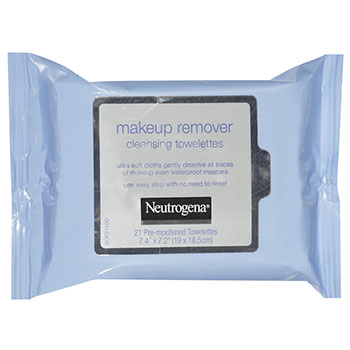 makeup remover
cleansing towelettes
ultra-soft cloths gently dissolve all traces
of makeup even waterproof mascara
one easy step with no need to rinse!
Neutrogena®
21 Pre-moistened Towelettes
7.4" x 7.2" (19 x 18.5cm)